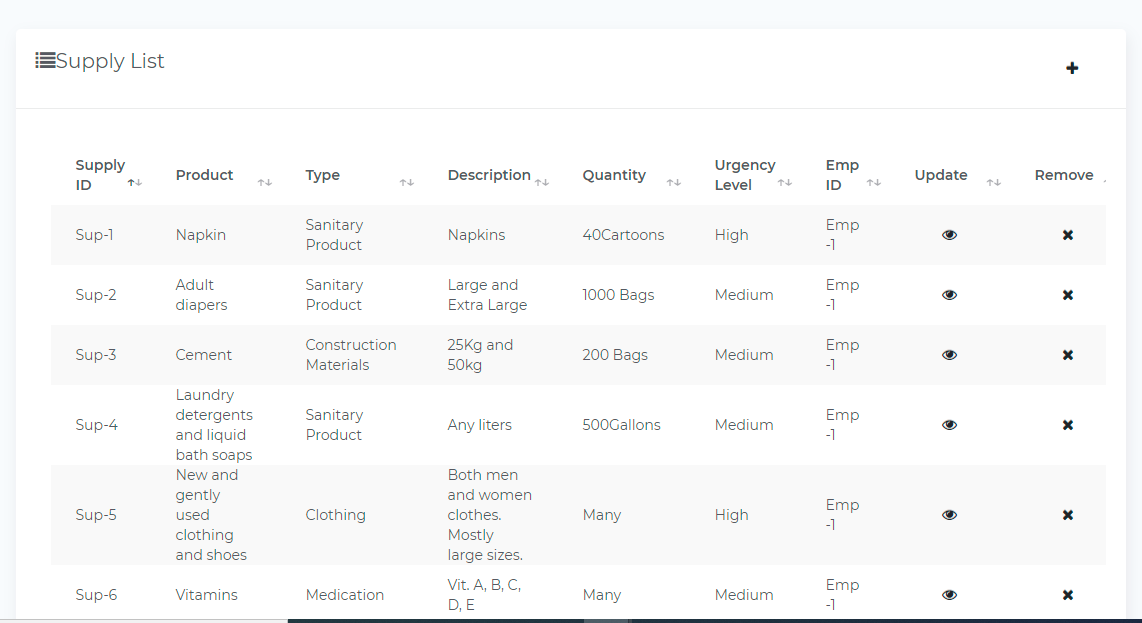 Supply List
Supply ID Product Type Description Quantity Urgency Level Emp ID Update Remove
Sup-1 Napkin Sanitary Product Napkins 40Cartoons High Emp -1
Sup-2 Adult diapers Sanitary Product Large and Extra Large 1000 Bags Medium Emp -1
Sup-3 Cement Construction Materials 25Kg and 50kg 200 Bags Medium Emp -1
Sup-4 Laundry detergents and liquid bath soaps Sanitary Product Any liters 500Gallons Medium Emp -1
Sup-5 New and gently used clothing and shoes Clothing Both men and women clothes. Mostly large sizes. Many High Emp -1
Sup-6 Vitamins Medication Vit. A, B, C, D, E Many Medium Emp -1